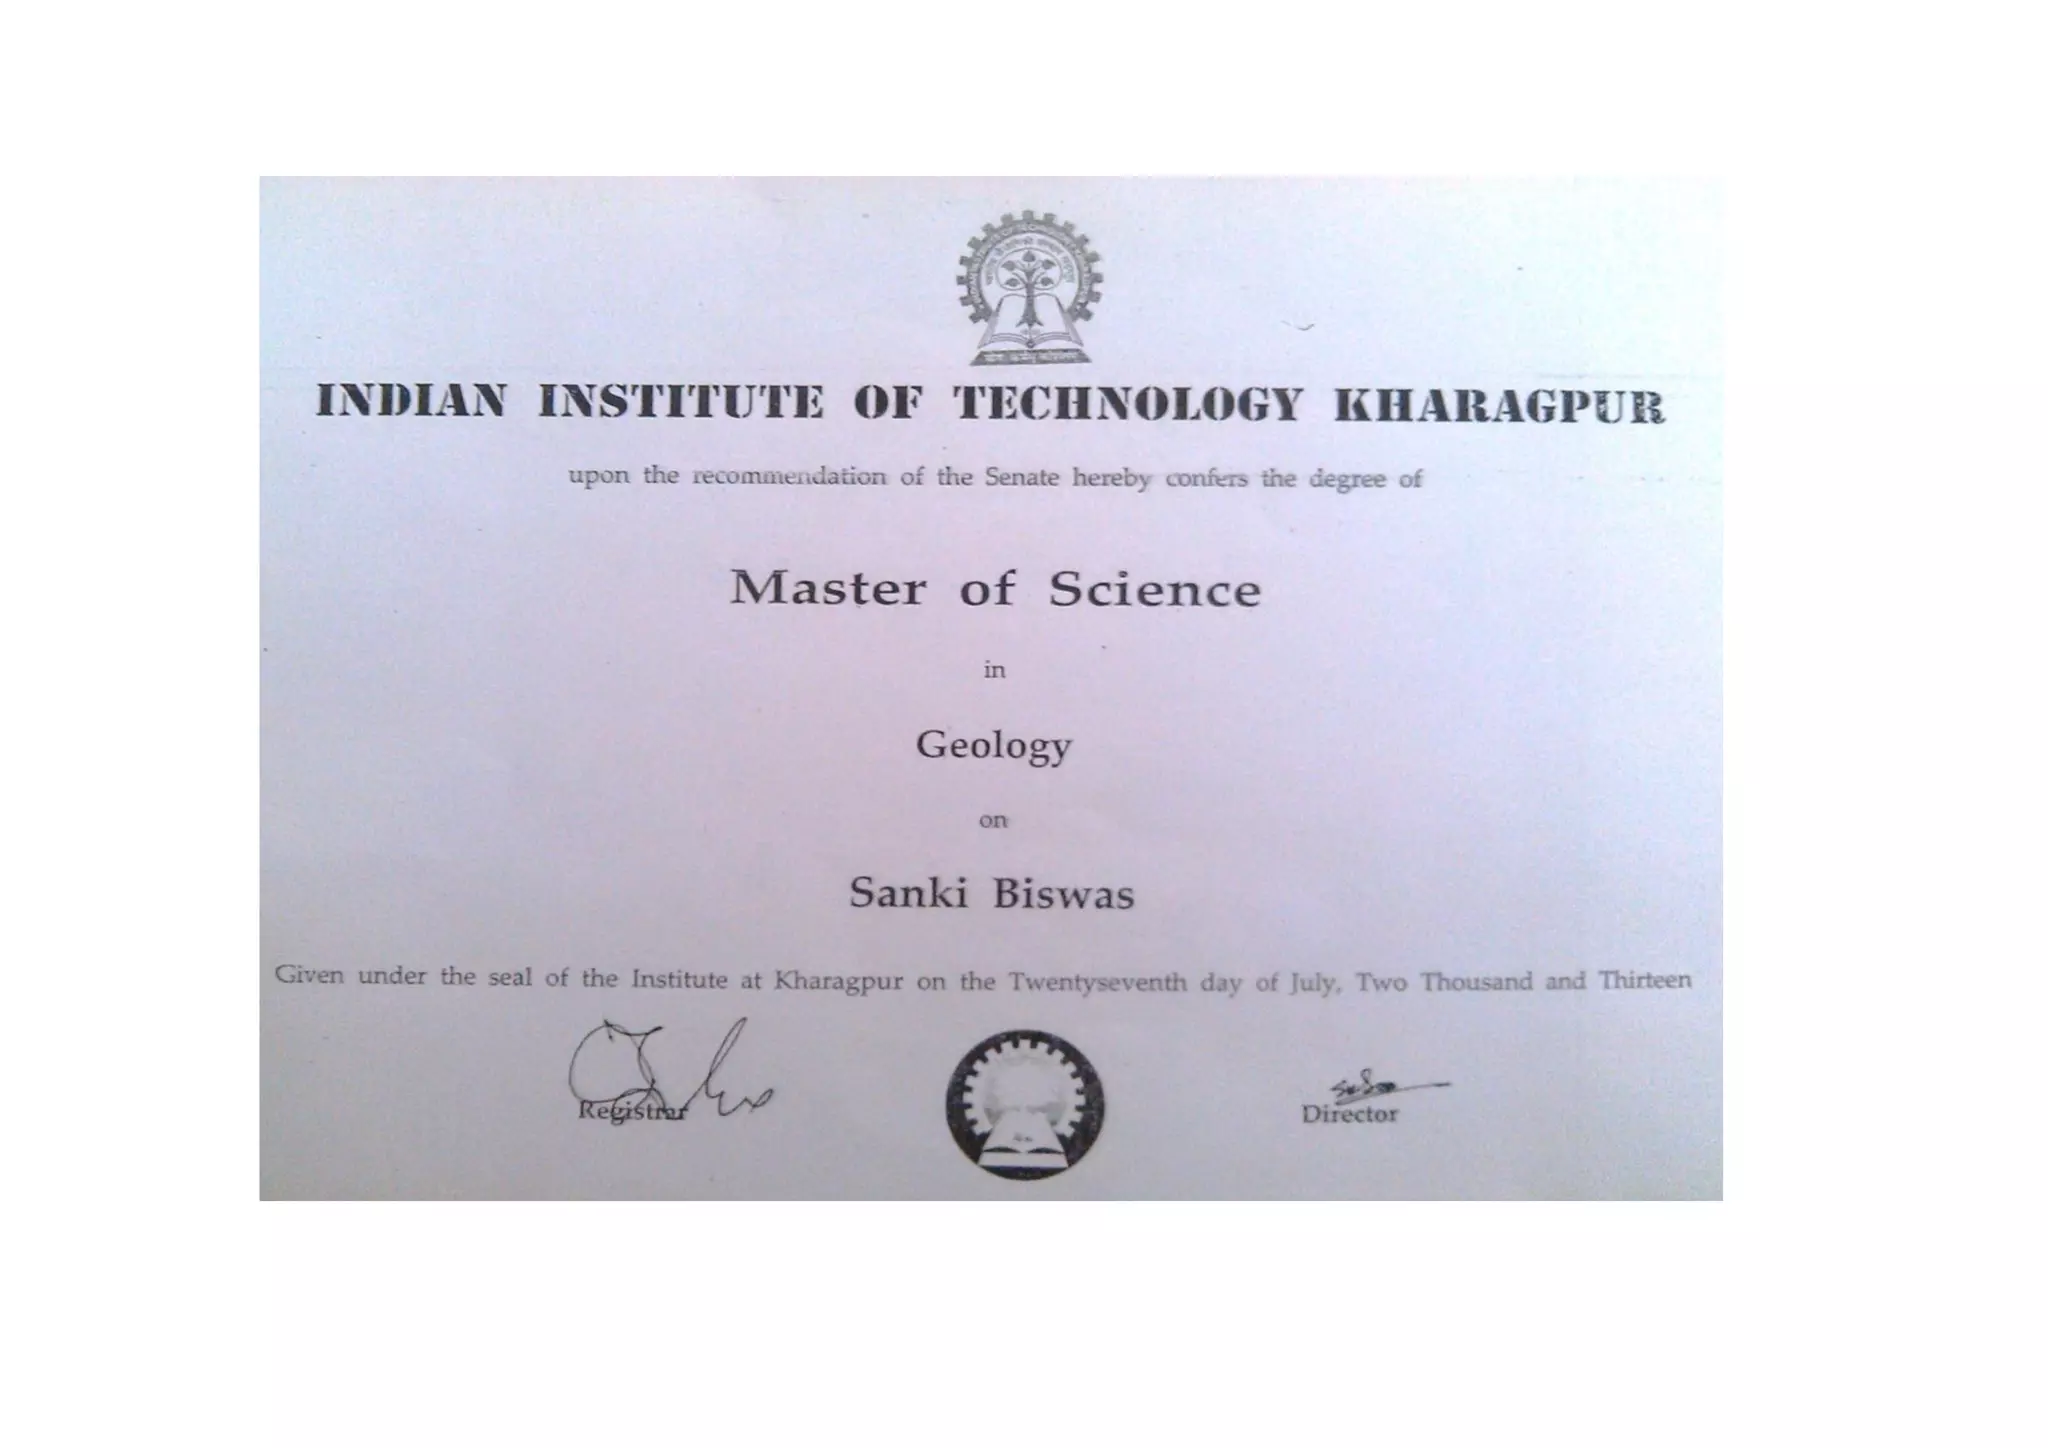 INDIAN INSTITUTE OF TECHNOLOGY KHARAGPUR
upon the recommendation of the Senate hereby confers the degree of
Master of Science
in
Geology
on
Sanki Biswas
Given under the seal of the Institute at Kharagpur on the Twentyseventh day of July, Two Thousand and Thirteen
Registrar
Director